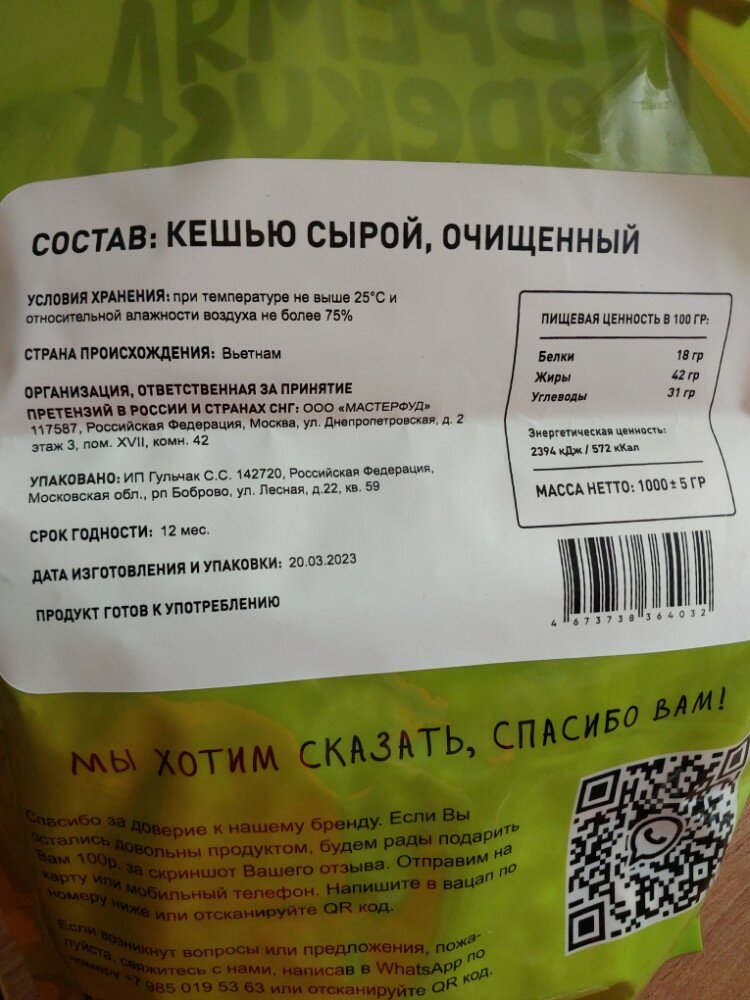 АРМЯ
ПЕРЕКУСА
СОСТАВ: КЕШЬЮ СЫРОЙ, ОЧИЩЕННЫЙ
УСЛОВИЯ ХРАНЕНИЯ: при температуре не выше 25°С и
относительной влажности воздуха не более 75%
СТРАНА ПРОИСХОЖДЕНИЯ: Вьетнам
ОРГАНИЗАЦИЯ, ОТВЕТСТВЕННАЯ ЗА ПРИНЯТИЕ
ПРЕТЕНЗИЙ В РОССИИ И СТРАНАХ СНГ: ООО «МАСТЕРФУД»
117587, Российская Федерация, Москва, ул. Днепропетровская, д. 2
этаж 3, пом. XVII, комн. 42
УПАКОВАНО: ИП Гульчак С.С. 142720, Российская Федерация,
Московская обл., рп Боброво, ул. Лесная, д.22, кв. 59
СРОК ГОДНОСТИ: 12 мес.
ДАТА ИЗГОТОВЛЕНИЯ И УПАКОВКИ: 20.03.2023
ПРОДУКТ ГОТОВ К УПОТРЕБЛЕНИЮ
ПИЩЕВАЯ ЦЕННОСТЬ В 100 ГР:
Белки 18 гр
Жиры 42 гр
Углеводы 31 гр
Энергетическая ценность:
2394 кДж / 572 кКал
МАССА НЕТТО: 1000± 5 ГР
4 673738 364032
МЫ ХОТИМ СКАЗАТЬ, СПАСИБО ВАМ!
Спасибо за доверие к нашему бренду. Если Вы
остались довольны продуктом, будем рады подарить
Вам 100р. за скриншот Вашего отзыва. Отправим на
карту или мобильный телефон. Напишите в вацап по
номеру ниже или отсканируйте QR код.
Если возникнут вопросы или предложения, пожа-
луйста, свяжитесь с нами, написав в WhatsApp по
номеру +7 985 019 53 63 или отсканируйте QR код.